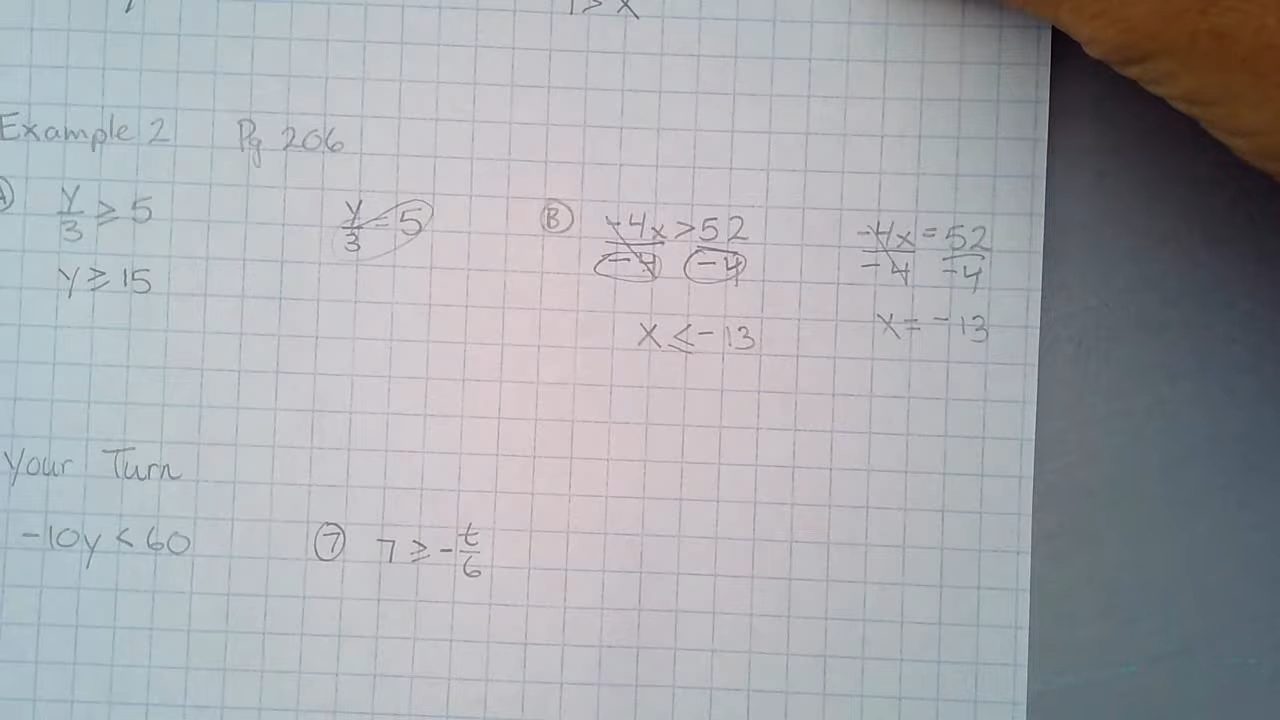 > x
Example 2 Pg 206
A) y/3 ≥ 5 y/3 = 5 Ⓑ -4x > 52 -4x = 52
-4 -4 -4 -4
y ≥ 15 x ≤ -13 x = -13
Your Turn
-10y < 60 ⑦ 7 ≥ -t/6